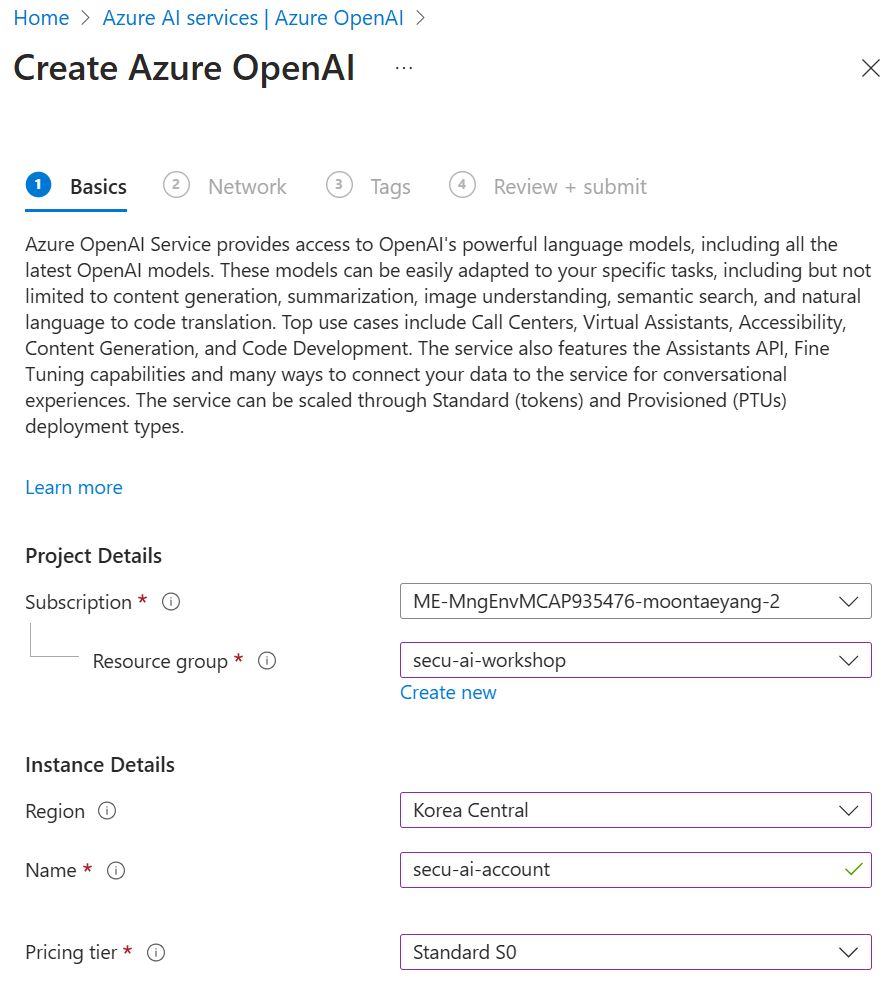 Home > Azure AI services | Azure OpenAI >
Create Azure OpenAI ...
1 Basics 2 Network 3 Tags 4 Review + submit
Azure OpenAI Service provides access to OpenAI's powerful language models, including all the
latest OpenAI models. These models can be easily adapted to your specific tasks, including but not
limited to content generation, summarization, image understanding, semantic search, and natural
language to code translation. Top use cases include Call Centers, Virtual Assistants, Accessibility,
Content Generation, and Code Development. The service also features the Assistants API, Fine
Tuning capabilities and many ways to connect your data to the service for conversational
experiences. The service can be scaled through Standard (tokens) and Provisioned (PTUs)
deployment types.
Learn more
Project Details
Subscription * ME-MngEnvMCAP935476-moontaeyang-2
Resource group * secu-ai-workshop
Create new
Instance Details
Region Korea Central
Name * secu-ai-account
Pricing tier * Standard S0